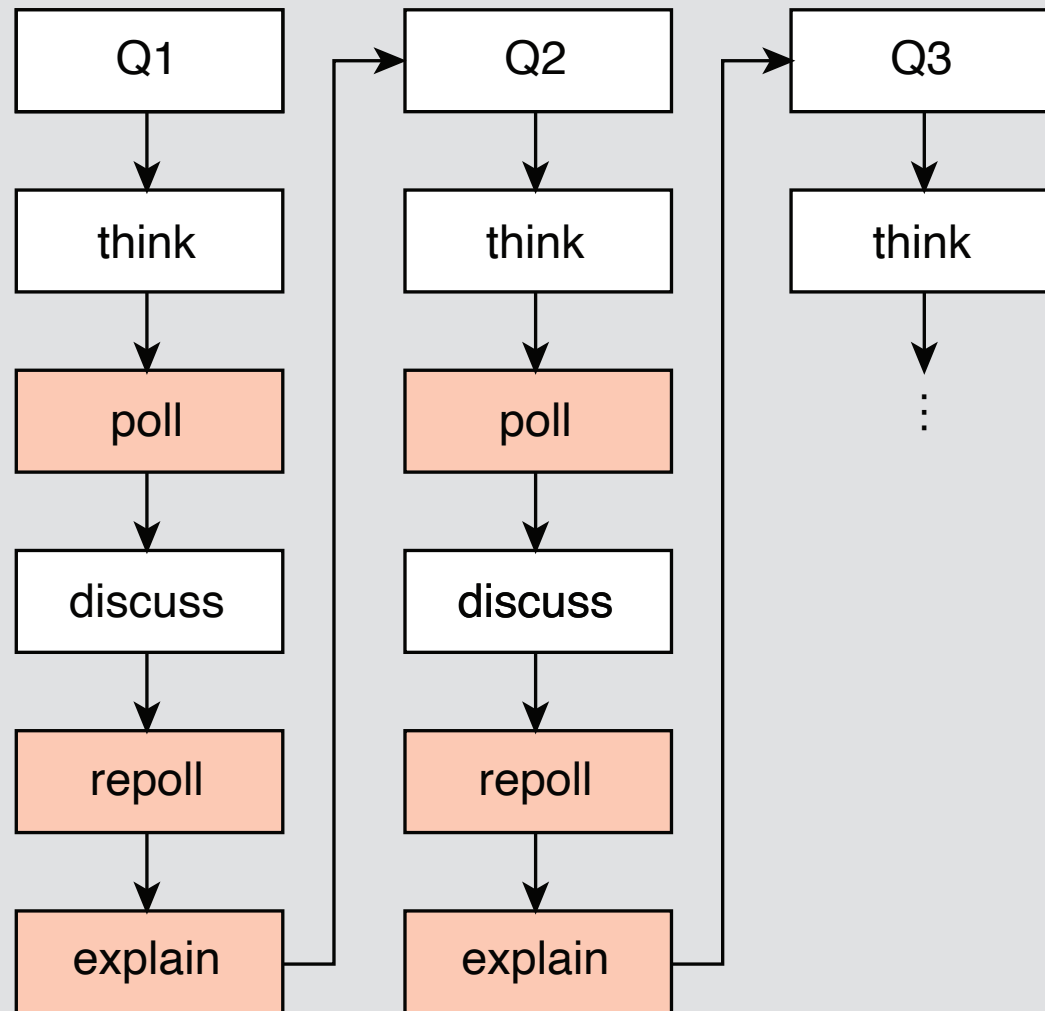 Q1
think
poll
discuss
repoll
explain
Q2
think
poll
discuss
repoll
explain
Q3
think
⋮